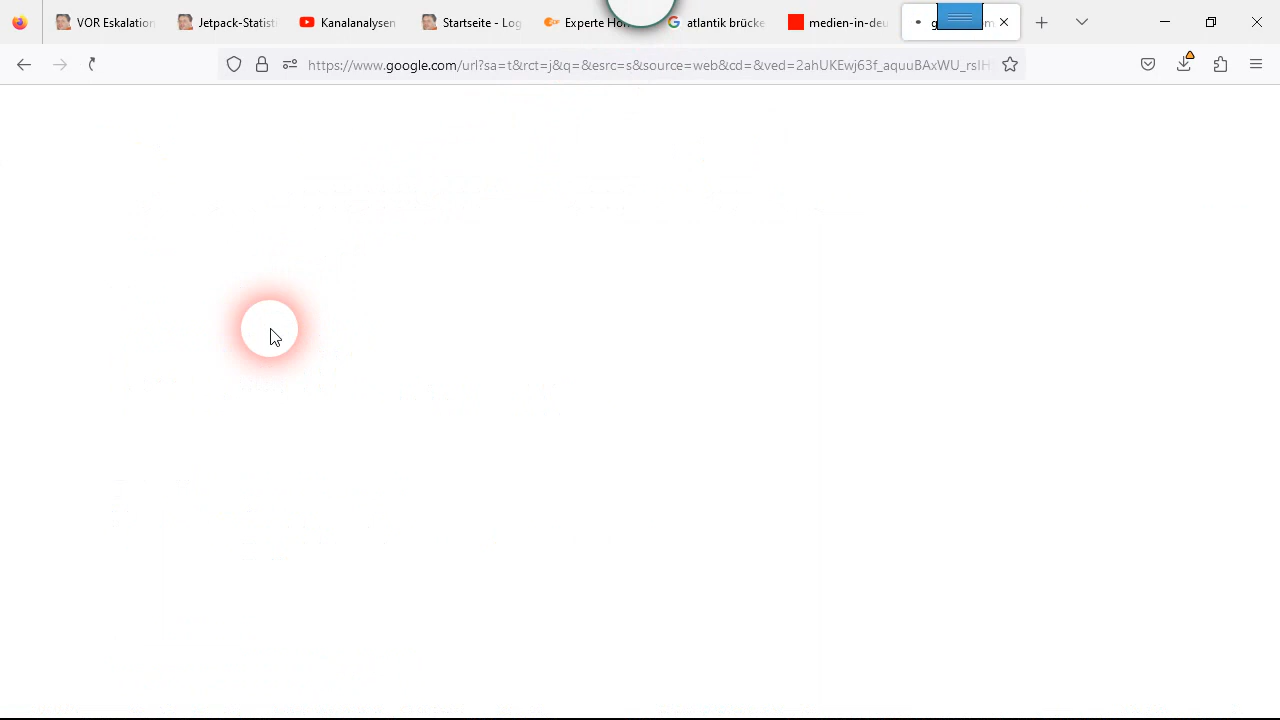 VOR Eskalation
Jetpack-Statist
Kanalanalysen
Startseite - Log
Experte
atlantik brücke
medien-in-deu
https://www.google.com/url?sa=t&rct=j&q=&esrc=s&source=web&cd=&ved=2ahUKEwj63f_aquuBAxWU_rsIH